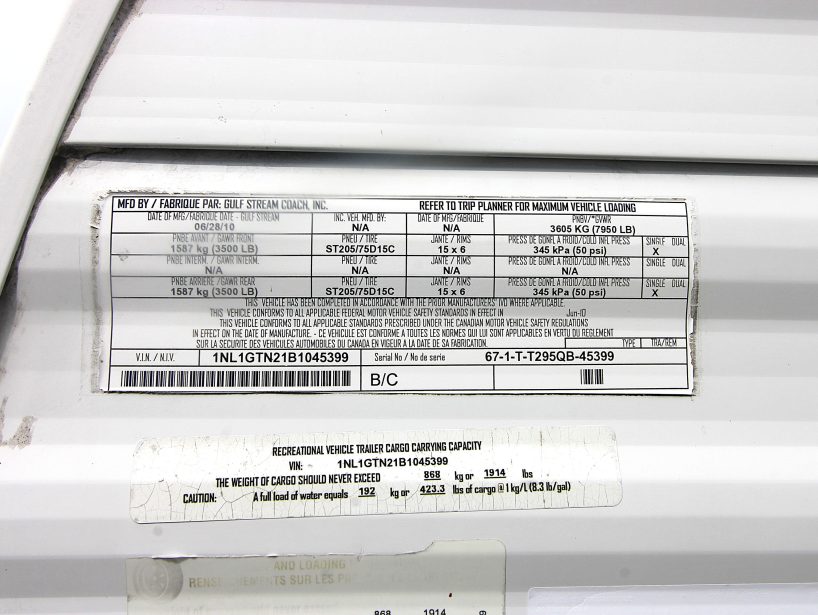 MFD BY / FABRIQUE PAR: GULF STREAM COACH, INC. REFER TO TRIP PLANNER FOR MAXIMUM VEHICLE LOADING
DATE OF MFG/FABRIQUE DATE - GULF STREAM INC. VEH. MFD. BY: DATE OF MFG/FABRIQUE PNBV/*GVWR
06/28/10 N/A N/A 3605 KG (7950 LB)
PNBE AVANT / GAWR FRONT PNEU / TIRE JANTE / RIMS PRESS DE GONFL A FROID/COLD INFL PRESS SINGLE DUAL
1587 kg (3500 LB) ST205/75D15C 15 x 6 345 kPa (50 psi) X
PNBE INTERM. /GAWR INTERM. PNEU / TIRE JANTE / RIMS PRESS DE GONFL A FROID/COLD INFL PRESS SINGLE DUAL
N/A N/A N/A N/A
PNBE ARRIERE /GAWR REAR PNEU / TIRE JANTE / RIMS PRESS DE GONFL A FROID/COLD INFL PRESS SINGLE DUAL
1587 kg (3500 LB) ST205/75D15C 15 x 6 345 kPa (50 psi) X
THIS VEHICLE HAS BEEN COMPLETED IN ACCORDANCE WITH THE PRIOR MANUFACTURERS' IVD WHERE APPLICABLE.
THIS VEHICLE CONFORMS TO ALL APPLICABLE FEDERAL MOTOR VEHICLE SAFETY STANDARDS IN EFFECT IN Jun-10
THIS VEHICLE CONFORMS TO ALL APPLICABLE STANDARDS PRESCRIBED UNDER THE CANADIAN MOTOR VEHICLE SAFETY REGULATIONS
IN EFFECT ON THE DATE OF MANUFACTURE. - CE VEHICULE EST CONFORME A TOUTES LES NORMES QUI LUI SONT APPLICABLES EN VERTU DU REGLEMENT
SUR LA SECURITE DES VEHICULES AUTOMOBILES DU CANADA EN VIGUEUR A LA DATE DE SA FABRICATION. TYPE TRA/REM
V.I.N. / N.I.V. 1NL1GTN21B1045399 Serial No / No de serie 67-1-T-T295QB-45399
B/C
RECREATIONAL VEHICLE TRAILER CARGO CARRYING CAPACITY
VIN: 1NL1GTN21B1045399
THE WEIGHT OF CARGO SHOULD NEVER EXCEED 868 kg or 1914 lbs
CAUTION: A full load of water equals 192 kg or 423.3 lbs of cargo @ 1 kg/L (8.3 lb/gal)
AND LOADING
SUR LES
868 1914